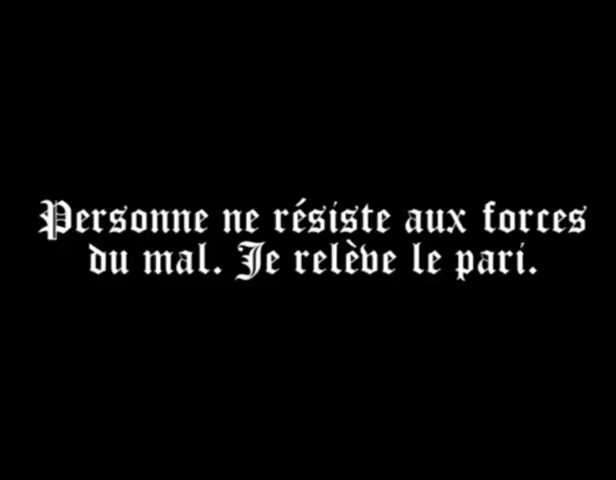 Personne ne résiste aux forces
du mal. Je relève le pari.